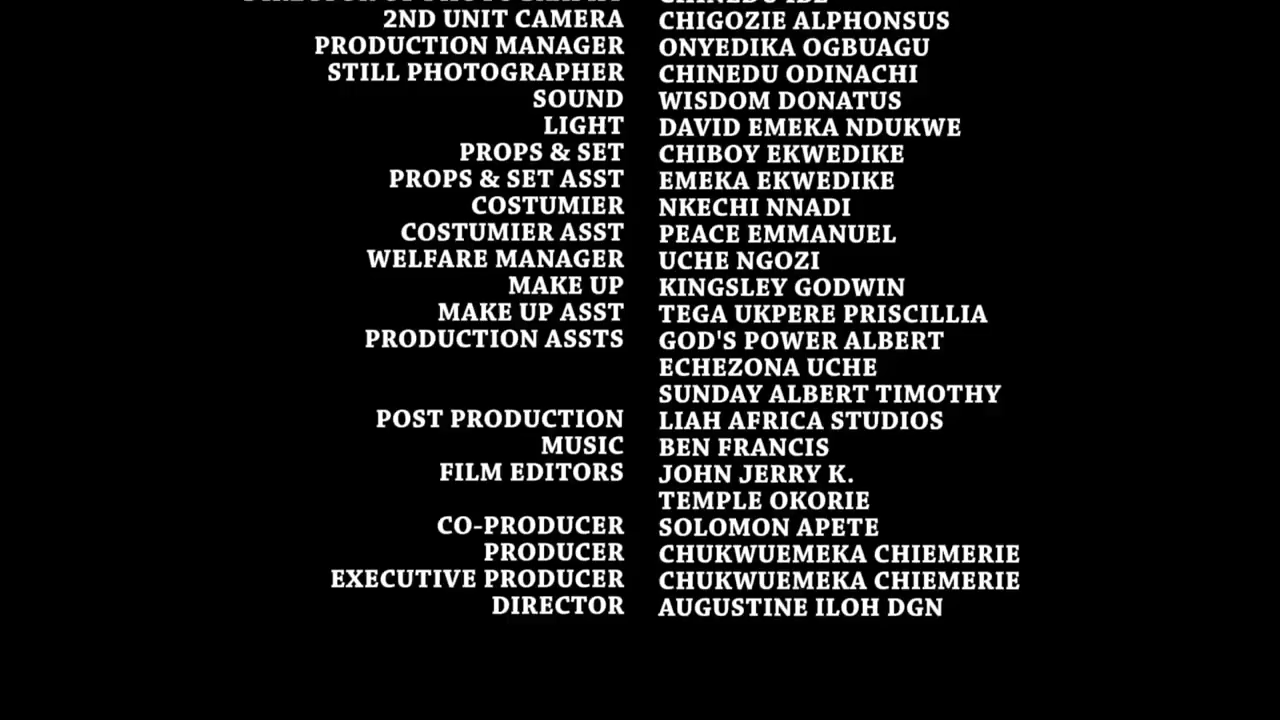 2ND UNIT CAMERA CHIGOZIE ALPHONSUS
PRODUCTION MANAGER ONYEDIKA OGBUAGU
STILL PHOTOGRAPHER CHINEDU ODINACHI
SOUND WISDOM DONATUS
LIGHT DAVID EMEKA NDUKWE
PROPS & SET CHIBOY EKWEDIKE
PROPS & SET ASST EMEKA EKWEDIKE
COSTUMIER NKECHI NNADI
COSTUMIER ASST PEACE EMMANUEL
WELFARE MANAGER UCHE NGOZI
MAKE UP KINGSLEY GODWIN
MAKE UP ASST TEGA UKPERE PRISCILLIA
PRODUCTION ASSTS GOD'S POWER ALBERT
ECHEZONA UCHE
SUNDAY ALBERT TIMOTHY
POST PRODUCTION LIAH AFRICA STUDIOS
MUSIC BEN FRANCIS
FILM EDITORS JOHN JERRY K.
TEMPLE OKORIE
CO-PRODUCER SOLOMON APETE
PRODUCER CHUKWUEMEKA CHIEMERIE
EXECUTIVE PRODUCER CHUKWUEMEKA CHIEMERIE
DIRECTOR AUGUSTINE ILOH DGN